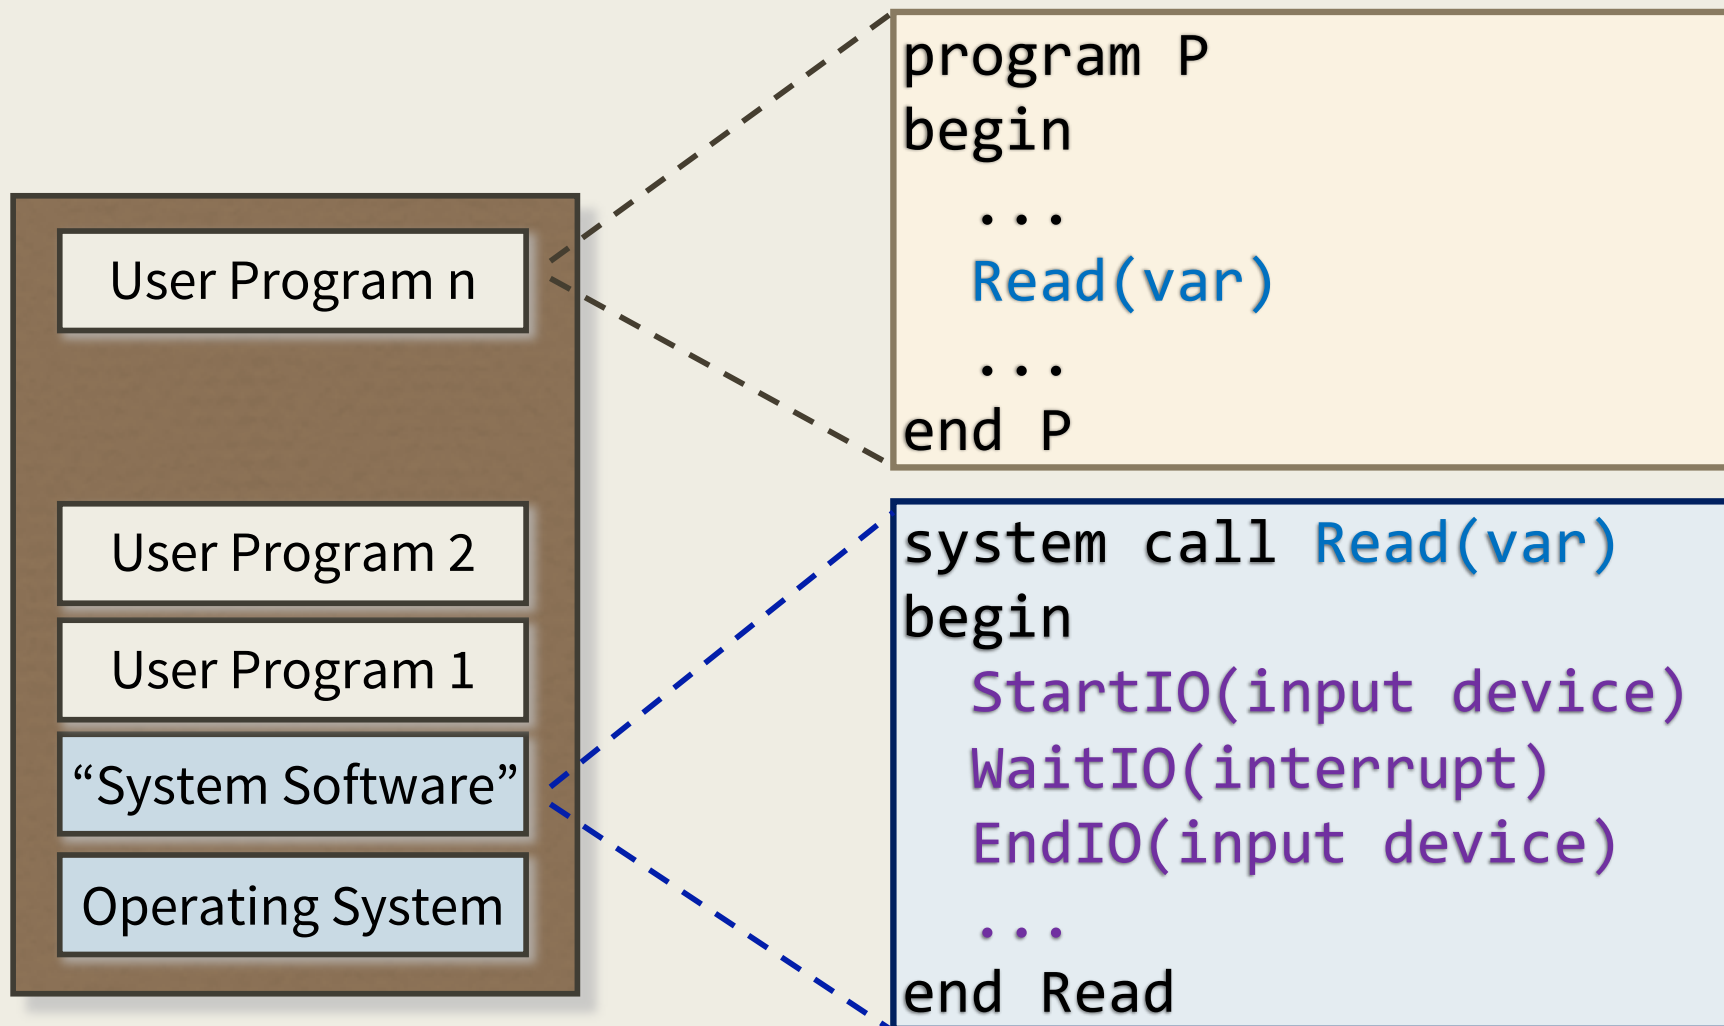 User Program n
User Program 2
User Program 1
“System Software”
Operating System
program P
begin
...
Read(var)
...
end P
system call Read(var)
begin
StartIO(input device)
WaitIO(interrupt)
EndIO(input device)
...
end Read